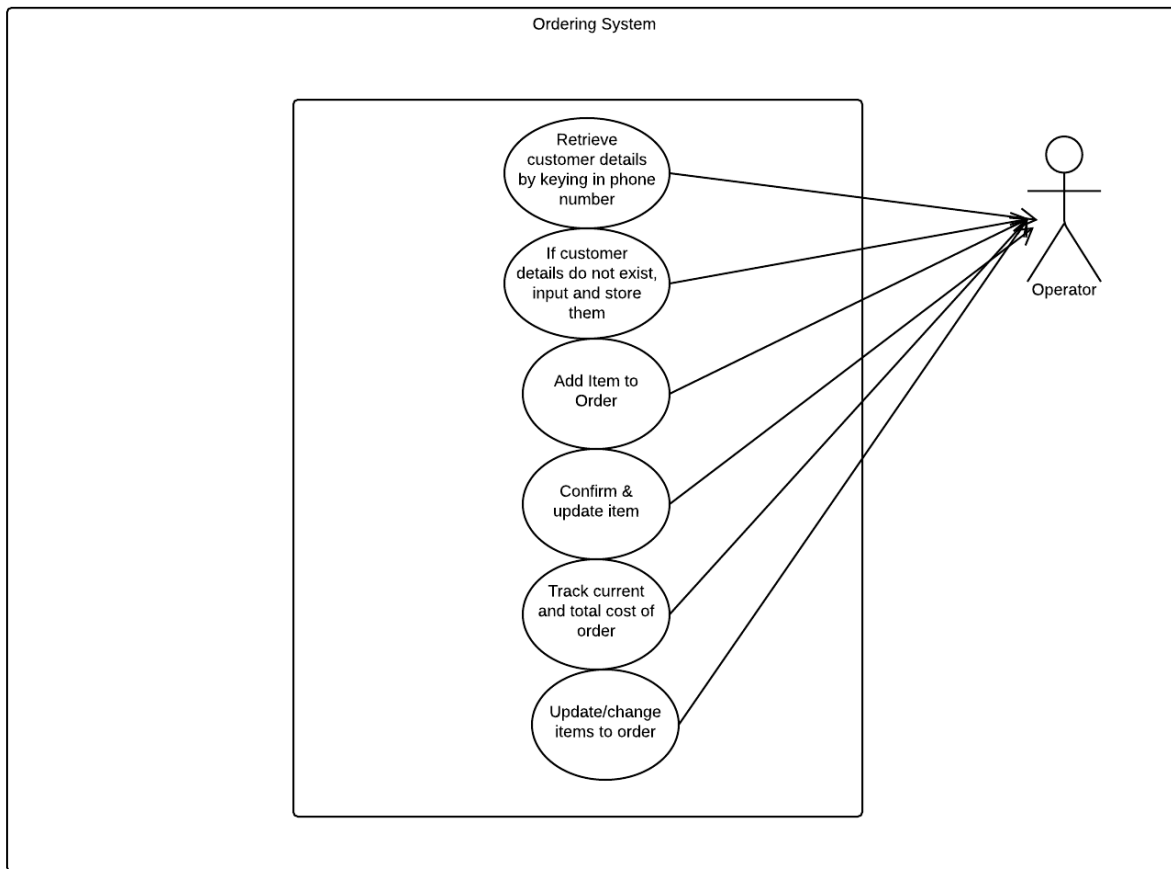 Ordering System
Retrieve
customer details
by keying in phone
number
If customer
details do not exist,
input and store
them
Operator
Add Item to
Order
Confirm &
update item
Track current
and total cost of
order
Update/change
items to order